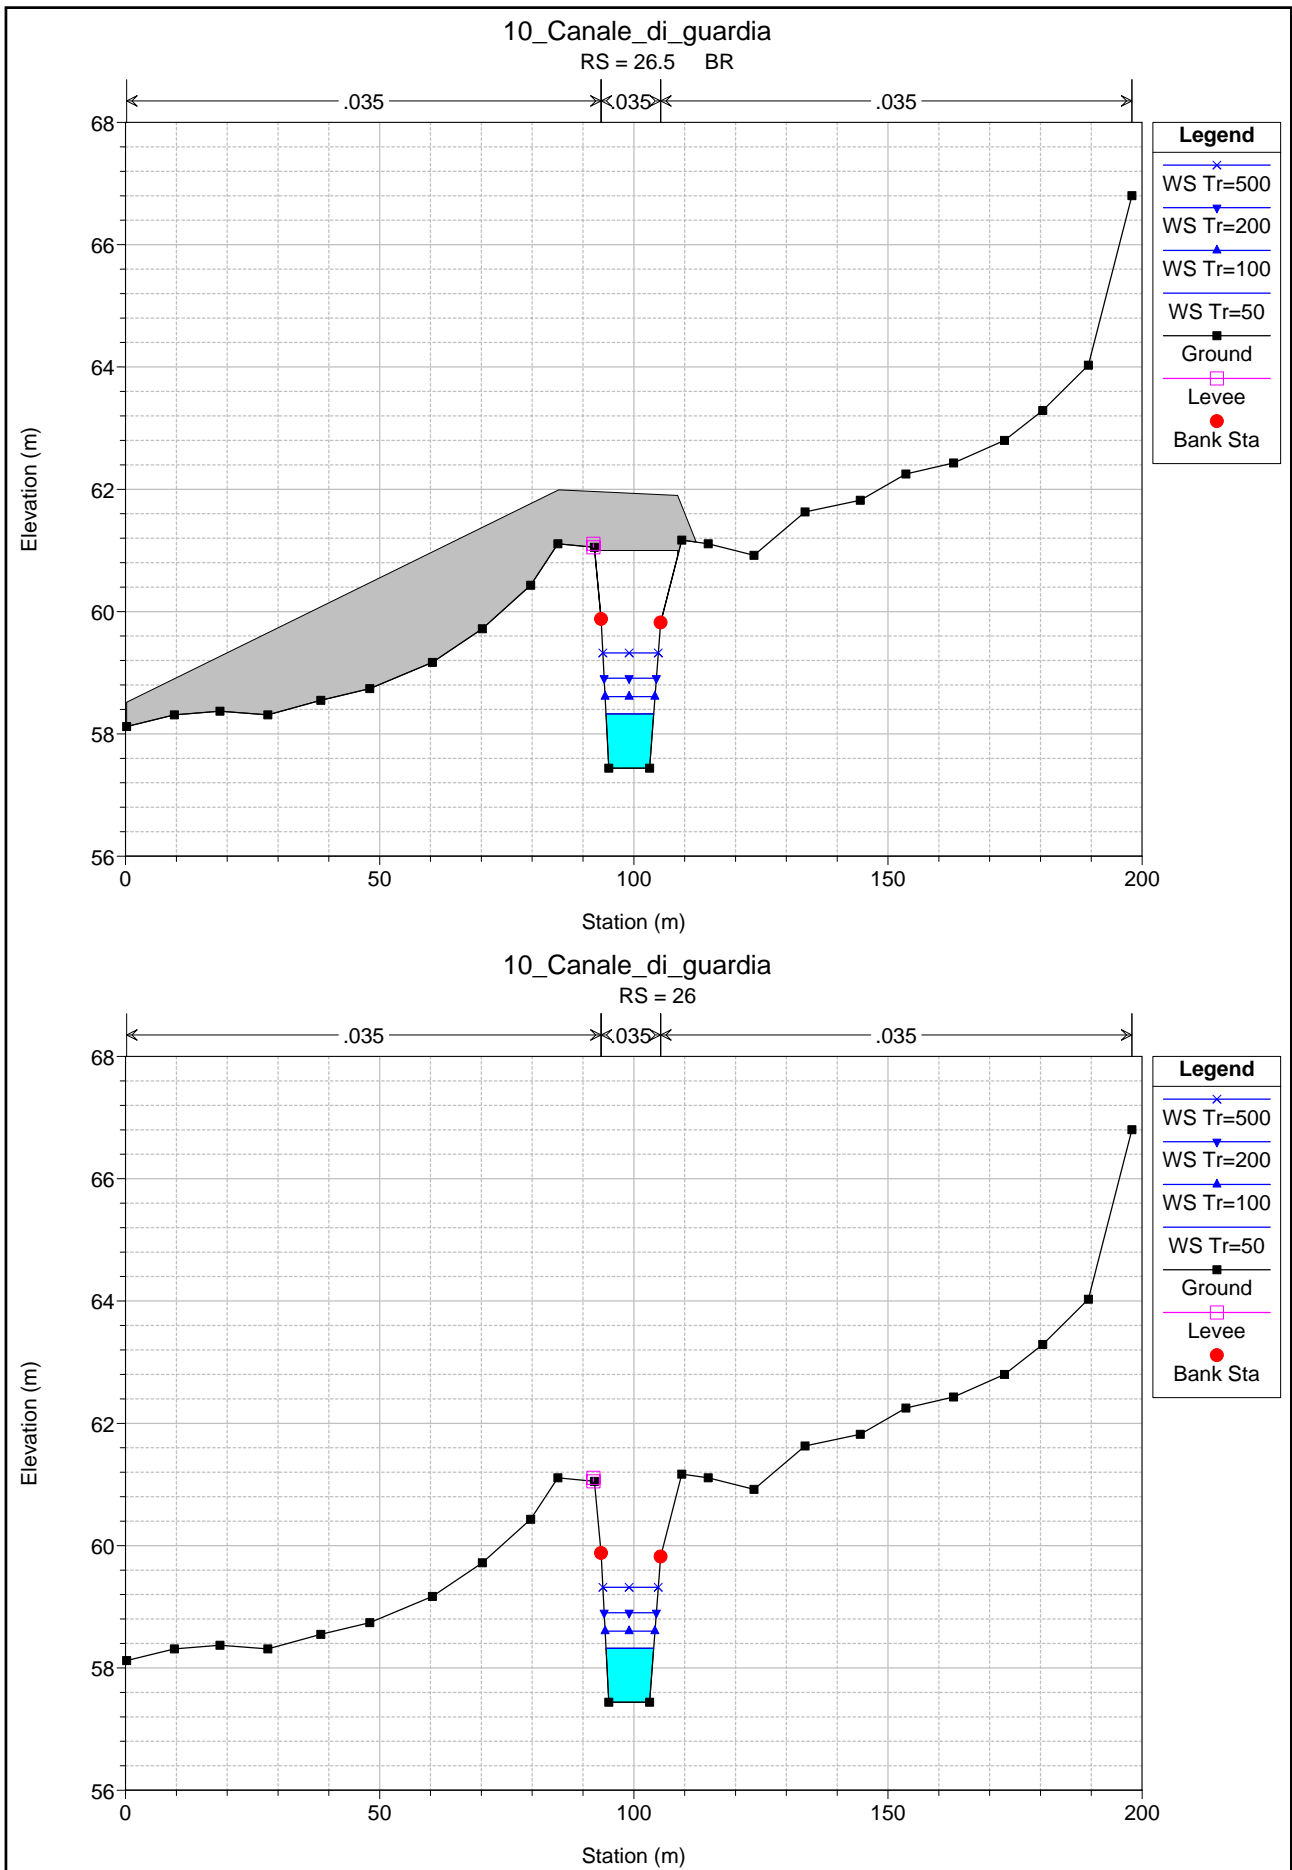 10_Canale_di_guardia
RS = 26.5 BR
.035 .035 .035
68
66
64
62
60
58
56
Elevation (m)
0 50 100 150 200
Station (m)
Legend
WS Tr=500
WS Tr=200
WS Tr=100
WS Tr=50
Ground
Levee
Bank Sta
10_Canale_di_guardia
RS = 26
.035 .035 .035
68
66
64
62
60
58
56
Elevation (m)
0 50 100 150 200
Station (m)
Legend
WS Tr=500
WS Tr=200
WS Tr=100
WS Tr=50
Ground
Levee
Bank Sta